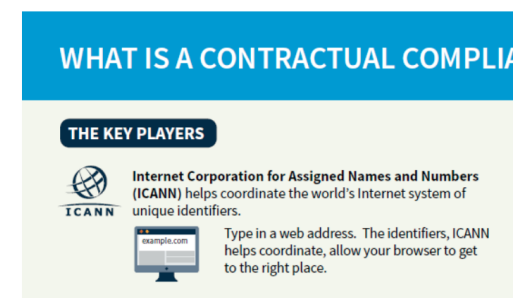 WHAT IS A CONTRACTUAL
THE KEY PLAYERS
Internet Corporation for Assigned Names and Numbers
(ICANN) helps coordinate the world's Internet system of
unique identifiers.
ICANN
example.com
Type in a web address. The identifiers, ICANN
helps coordinate, allow your browser to get
to the right place.